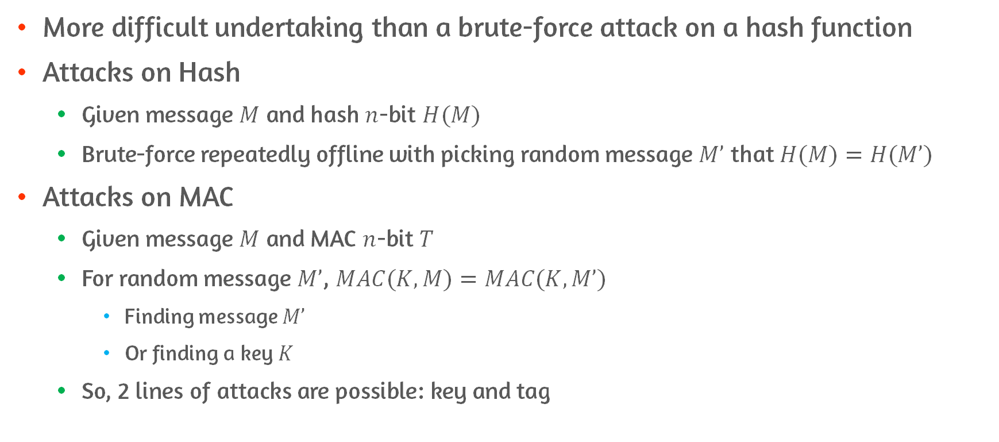 • More difficult undertaking than a brute-force attack on a hash function
• Attacks on Hash
• Given message M and hash n-bit H(M)
• Brute-force repeatedly offline with picking random message M’ that H(M) = H(M’)
• Attacks on MAC
• Given message M and MAC n-bit T
• For random message M’, MAC(K, M) = MAC(K, M’)
• Finding message M’
• Or finding a key K
• So, 2 lines of attacks are possible: key and tag